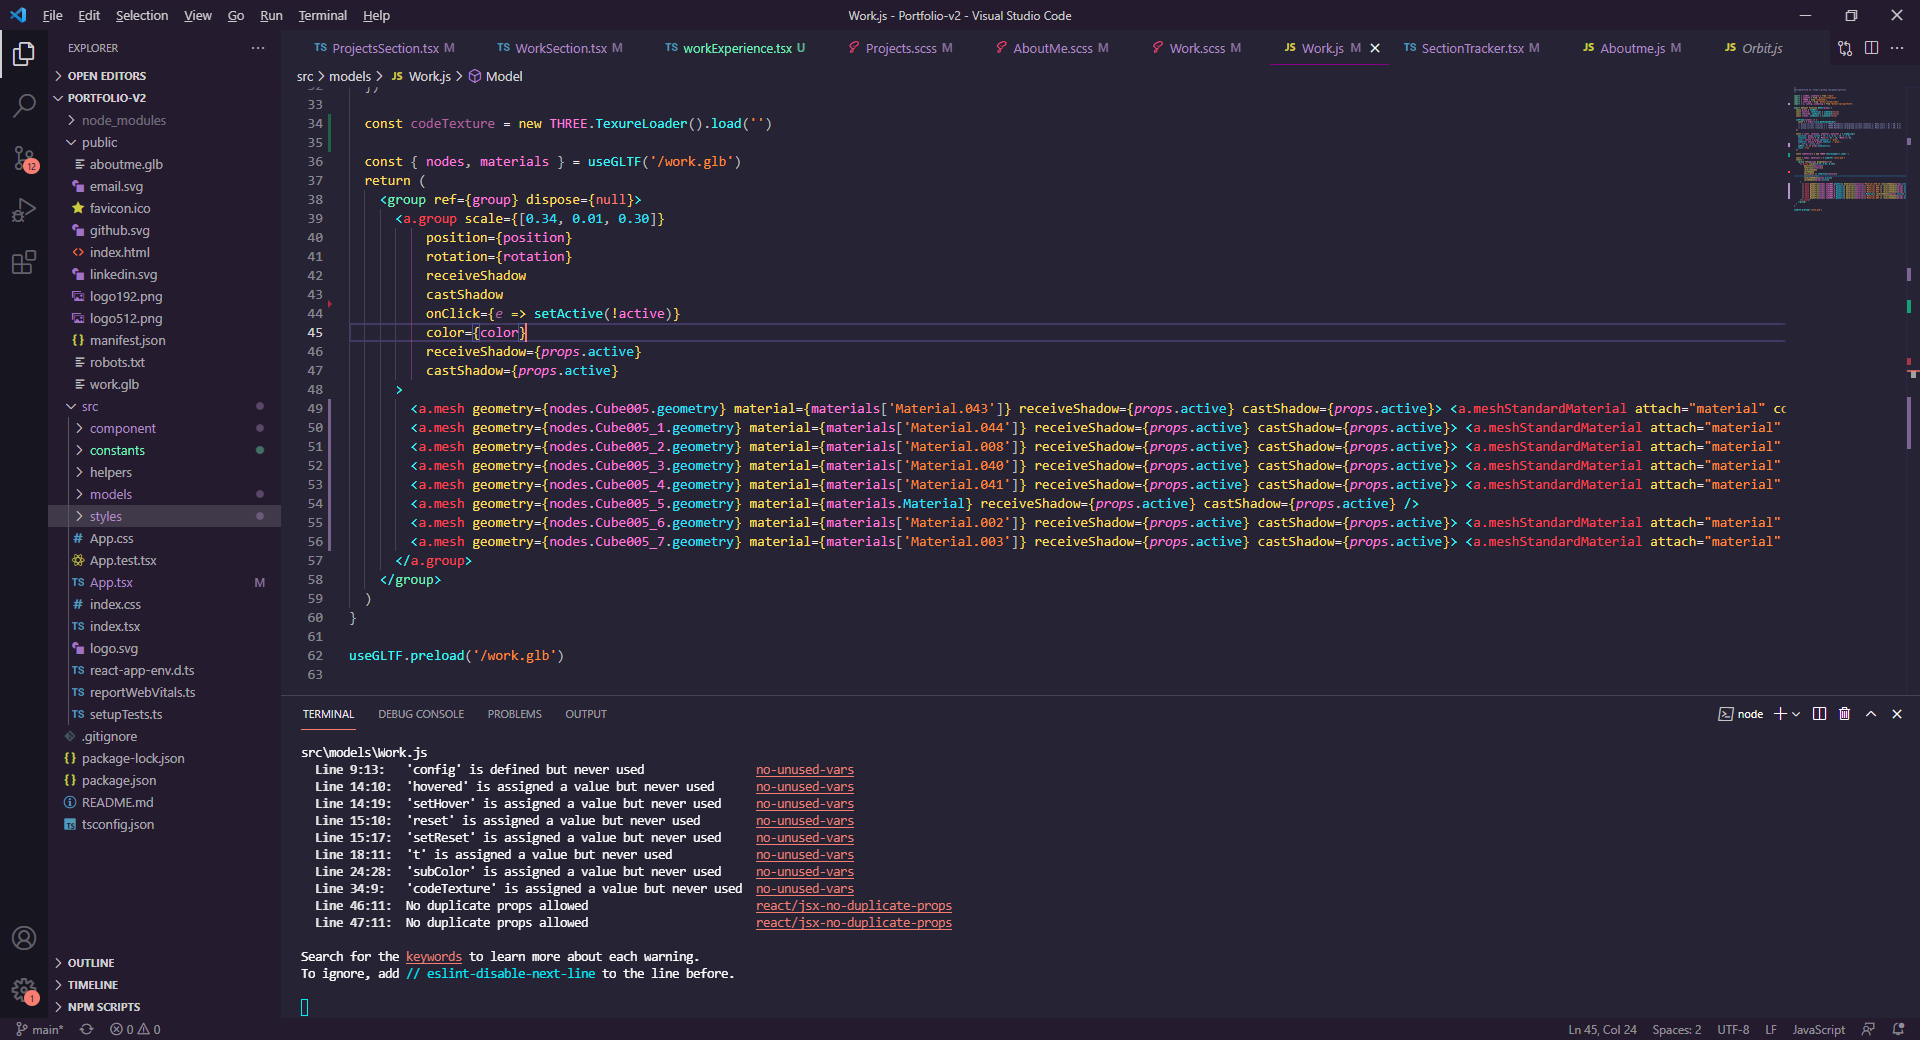 File Edit Selection View Go Run Terminal Help
Work.js - Portfolio-v2 - Visual Studio Code
EXPLORER
OPEN EDITORS
PORTFOLIO-V2
node_modules
public
aboutme.glb
email.svg
favicon.ico
github.svg
index.html
linkedin.svg
logo192.png
logo512.png
manifest.json
robots.txt
work.glb
src
component
constants
helpers
models
styles
App.css
App.test.tsx
App.tsx M
index.css
index.tsx
logo.svg
react-app-env.d.ts
reportWebVitals.ts
setupTests.ts
.gitignore
package-lock.json
package.json
README.md
tsconfig.json
OUTLINE
TIMELINE
NPM SCRIPTS
12
1
TS ProjectsSection.tsx M TS WorkSection.tsx M TS workExperience.tsx U Projects.scss M AboutMe.scss M Work.scss M JS Work.js M TS SectionTracker.tsx M JS Aboutme.js M JS Orbit.js
src > models > JS Work.js > Model
32 })
33
34 const codeTexture = new THREE.TexureLoader().load('')
35
36 const { nodes, materials } = useGLTF('/work.glb')
37 return (
38 <group ref={group} dispose={null}>
39 <a.group scale={[0.34, 0.01, 0.30]}
40 position={position}
41 rotation={rotation}
42 receiveShadow
43 castShadow
44 onClick={e => setActive(!active)}
45 color={color}
46 receiveShadow={props.active}
47 castShadow={props.active}
48 >
49 <a.mesh geometry={nodes.Cube005.geometry} material={materials['Material.043']} receiveShadow={props.active} castShadow={props.active}> <a.meshStandardMaterial attach="material" co
50 <a.mesh geometry={nodes.Cube005_1.geometry} material={materials['Material.044']} receiveShadow={props.active} castShadow={props.active}> <a.meshStandardMaterial attach="material"
51 <a.mesh geometry={nodes.Cube005_2.geometry} material={materials['Material.008']} receiveShadow={props.active} castShadow={props.active}> <a.meshStandardMaterial attach="material"
52 <a.mesh geometry={nodes.Cube005_3.geometry} material={materials['Material.040']} receiveShadow={props.active} castShadow={props.active}> <a.meshStandardMaterial attach="material"
53 <a.mesh geometry={nodes.Cube005_4.geometry} material={materials['Material.041']} receiveShadow={props.active} castShadow={props.active}> <a.meshStandardMaterial attach="material"
54 <a.mesh geometry={nodes.Cube005_5.geometry} material={materials.Material} receiveShadow={props.active} castShadow={props.active} />
55 <a.mesh geometry={nodes.Cube005_6.geometry} material={materials['Material.002']} receiveShadow={props.active} castShadow={props.active}> <a.meshStandardMaterial attach="material"
56 <a.mesh geometry={nodes.Cube005_7.geometry} material={materials['Material.003']} receiveShadow={props.active} castShadow={props.active}> <a.meshStandardMaterial attach="material"
57 </a.group>
58 </group>
59 )
60 }
61
62 useGLTF.preload('/work.glb')
63
TERMINAL DEBUG CONSOLE PROBLEMS OUTPUT
node
src\models\Work.js
Line 9:13: 'config' is defined but never used no-unused-vars
Line 14:10: 'hovered' is assigned a value but never used no-unused-vars
Line 14:19: 'setHover' is assigned a value but never used no-unused-vars
Line 15:10: 'reset' is assigned a value but never used no-unused-vars
Line 15:17: 'setReset' is assigned a value but never used no-unused-vars
Line 18:11: 't' is assigned a value but never used no-unused-vars
Line 24:28: 'subColor' is assigned a value but never used no-unused-vars
Line 34:9: 'codeTexture' is assigned a value but never used no-unused-vars
Line 46:11: No duplicate props allowed react/jsx-no-duplicate-props
Line 47:11: No duplicate props allowed react/jsx-no-duplicate-props
Search for the keywords to learn more about each warning.
To ignore, add // eslint-disable-next-line to the line before.
main* 0 0
Ln 45, Col 24 Spaces: 2 UTF-8 LF JavaScript